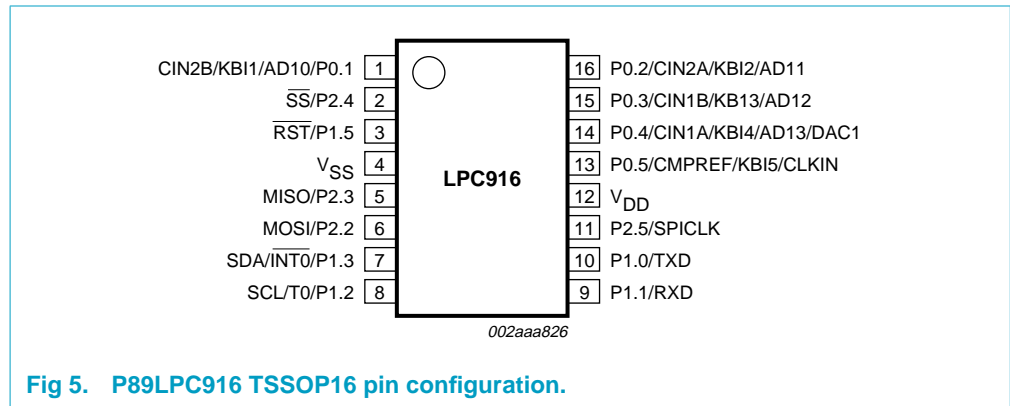 CIN2B/KBI1/AD10/P0.1 1 16 P0.2/CIN2A/KBI2/AD11
S̅S̅/P2.4 2 15 P0.3/CIN1B/KB13/AD12
R̅S̅T̅/P1.5 3 14 P0.4/CIN1A/KBI4/AD13/DAC1
VSS 4 13 P0.5/CMPREF/KBI5/CLKIN
LPC916
MISO/P2.3 5 12 VDD
MOSI/P2.2 6 11 P2.5/SPICLK
SDA/I̅N̅T̅0̅/P1.3 7 10 P1.0/TXD
SCL/T0/P1.2 8 9 P1.1/RXD
002aaa826
Fig 5. P89LPC916 TSSOP16 pin configuration.